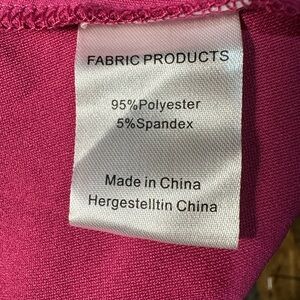 FABRIC PRODUCTS
95%Polyester
5%Spandex
Made in China
Hergestelltin China